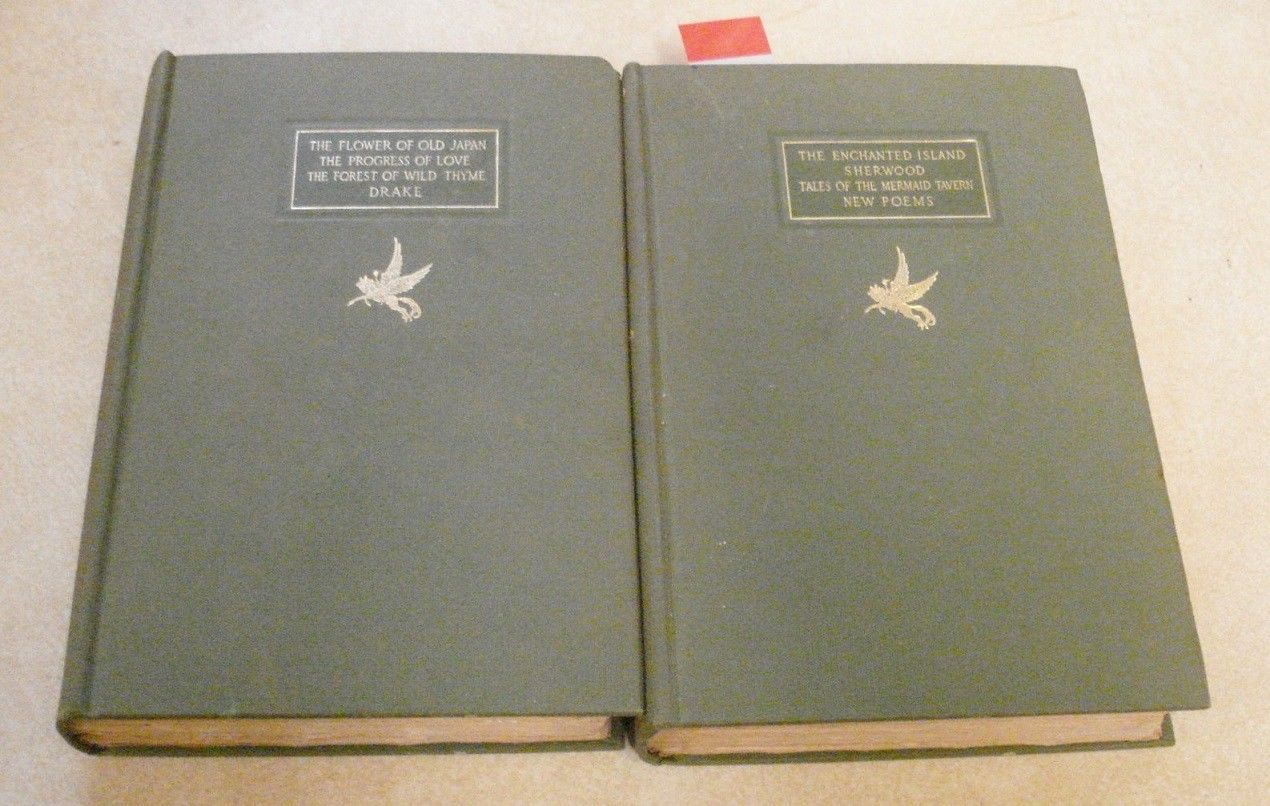 THE FLOWER OF OLD JAPAN
THE PROGRESS OF LOVE
THE FOREST OF WILD THYME
DRAKE
THE ENCHANTED ISLAND
SHERWOOD
TALES OF THE MERMAID TAVERN
NEW POEMS